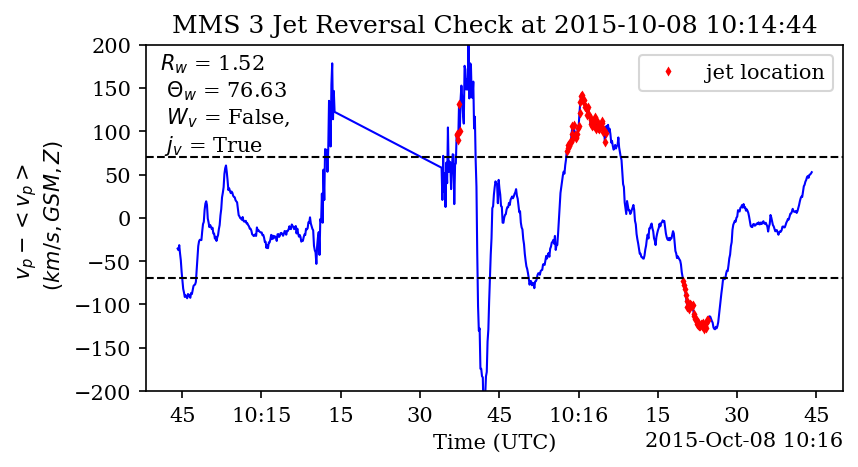 MMS 3 Jet Reversal Check at 2015-10-08 10:14:44
R_w = 1.52
Θ_w = 76.63
W_v = False,
j_v = True
jet location
200
150
100
50
0
−50
−100
−150
−200
v_p − < v_p >
(km/s, GSM, Z)
45 10:15 15 30 45 10:16 15 30 45
Time (UTC)
2015-Oct-08 10:16